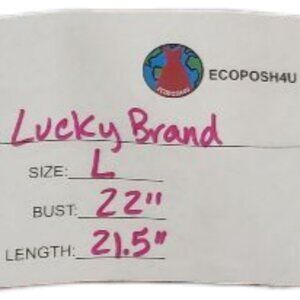 ECOPOSH4U
ECOPOSH4U
Lucky Brand
SIZE: L
BUST: 22"
LENGTH: 21.5"